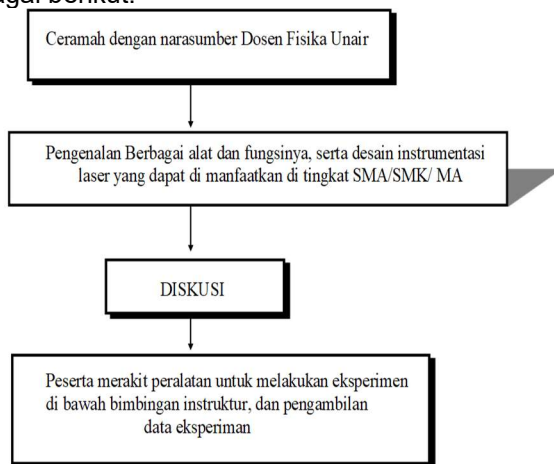 agai berikut.
Ceramah dengan narasumber Dosen Fisika Unair
Pengenalan Berbagai alat dan fungsinya, serta desain instrumentasi
laser yang dapat di manfaatkan di tingkat SMA/SMK/ MA
DISKUSI
Peserta merakit peralatan untuk melakukan eksperimen
di bawah bimbingan instruktur, dan pengambilan
data eksperiman